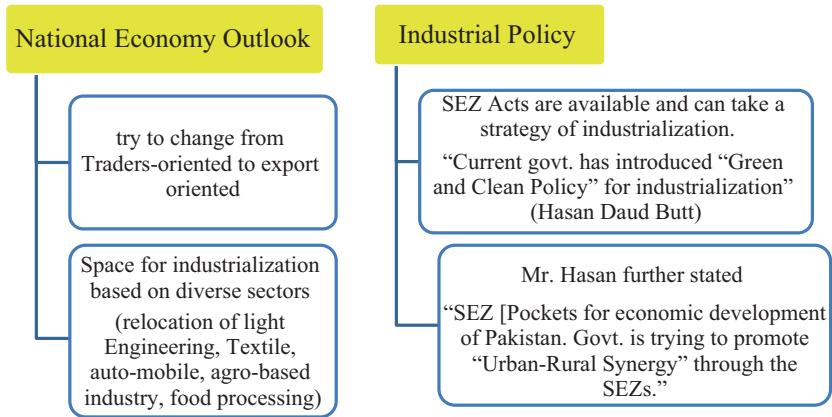 National Economy Outlook
try to change from
Traders-oriented to export
oriented
Space for industrialization
based on diverse sectors
(relocation of light
Engineering, Textile,
auto-mobile, agro-based
industry, food processing)
Industrial Policy
SEZ Acts are available and can take a
strategy of industrialization.
“Current govt. has introduced “Green
and Clean Policy” for industrialization”
(Hasan Daud Butt)
Mr. Hasan further stated
“SEZ [Pockets for economic development
of Pakistan. Govt. is trying to promote
“Urban-Rural Synergy” through the
SEZs.”